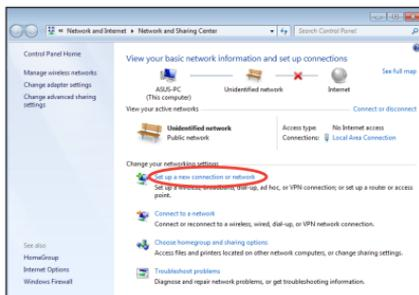 Network and Internet ▸ Network and Sharing Center
Search Control Panel
Control Panel Home
Manage wireless networks
Change adapter settings
Change advanced sharing
settings
See also
HomeGroup
Internet Options
Windows Firewall
View your basic network information and set up connections
See full map
ASUS-PC
(This computer)
Unidentified network
Internet
View your active networks
Connect or disconnect
Unidentified network
Public network
Access type: No Internet access
Connections: Local Area Connection
Change your networking settings
Set up a new connection or network
Set up a wireless, broadband, dial-up, ad hoc, or VPN connection; or set up a router or access
point.
Connect to a network
Connect or reconnect to a wireless, wired, dial-up, or VPN network connection.
Choose homegroup and sharing options
Access files and printers located on other network computers, or change sharing settings.
Troubleshoot problems
Diagnose and repair network problems, or get troubleshooting information.